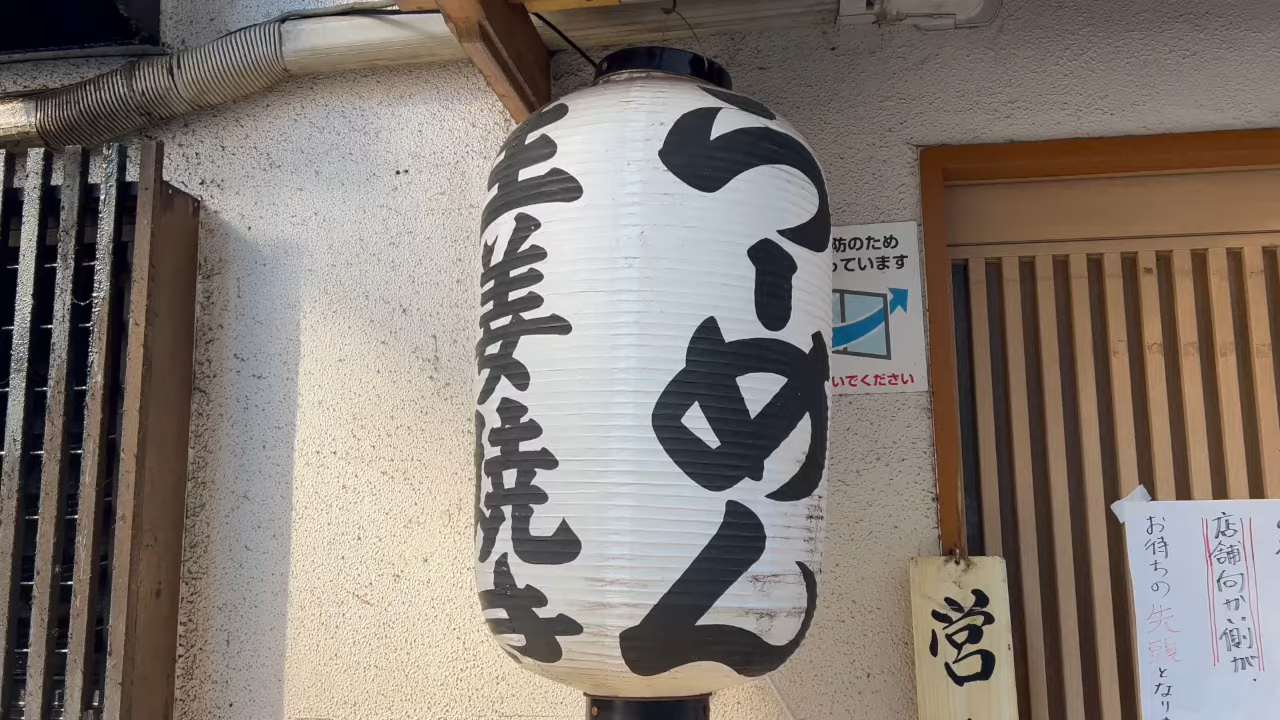 らーめん
生姜焼き
防のため
っています
いでください
営
店舗向かい側が、
お待ちの先頭となりま